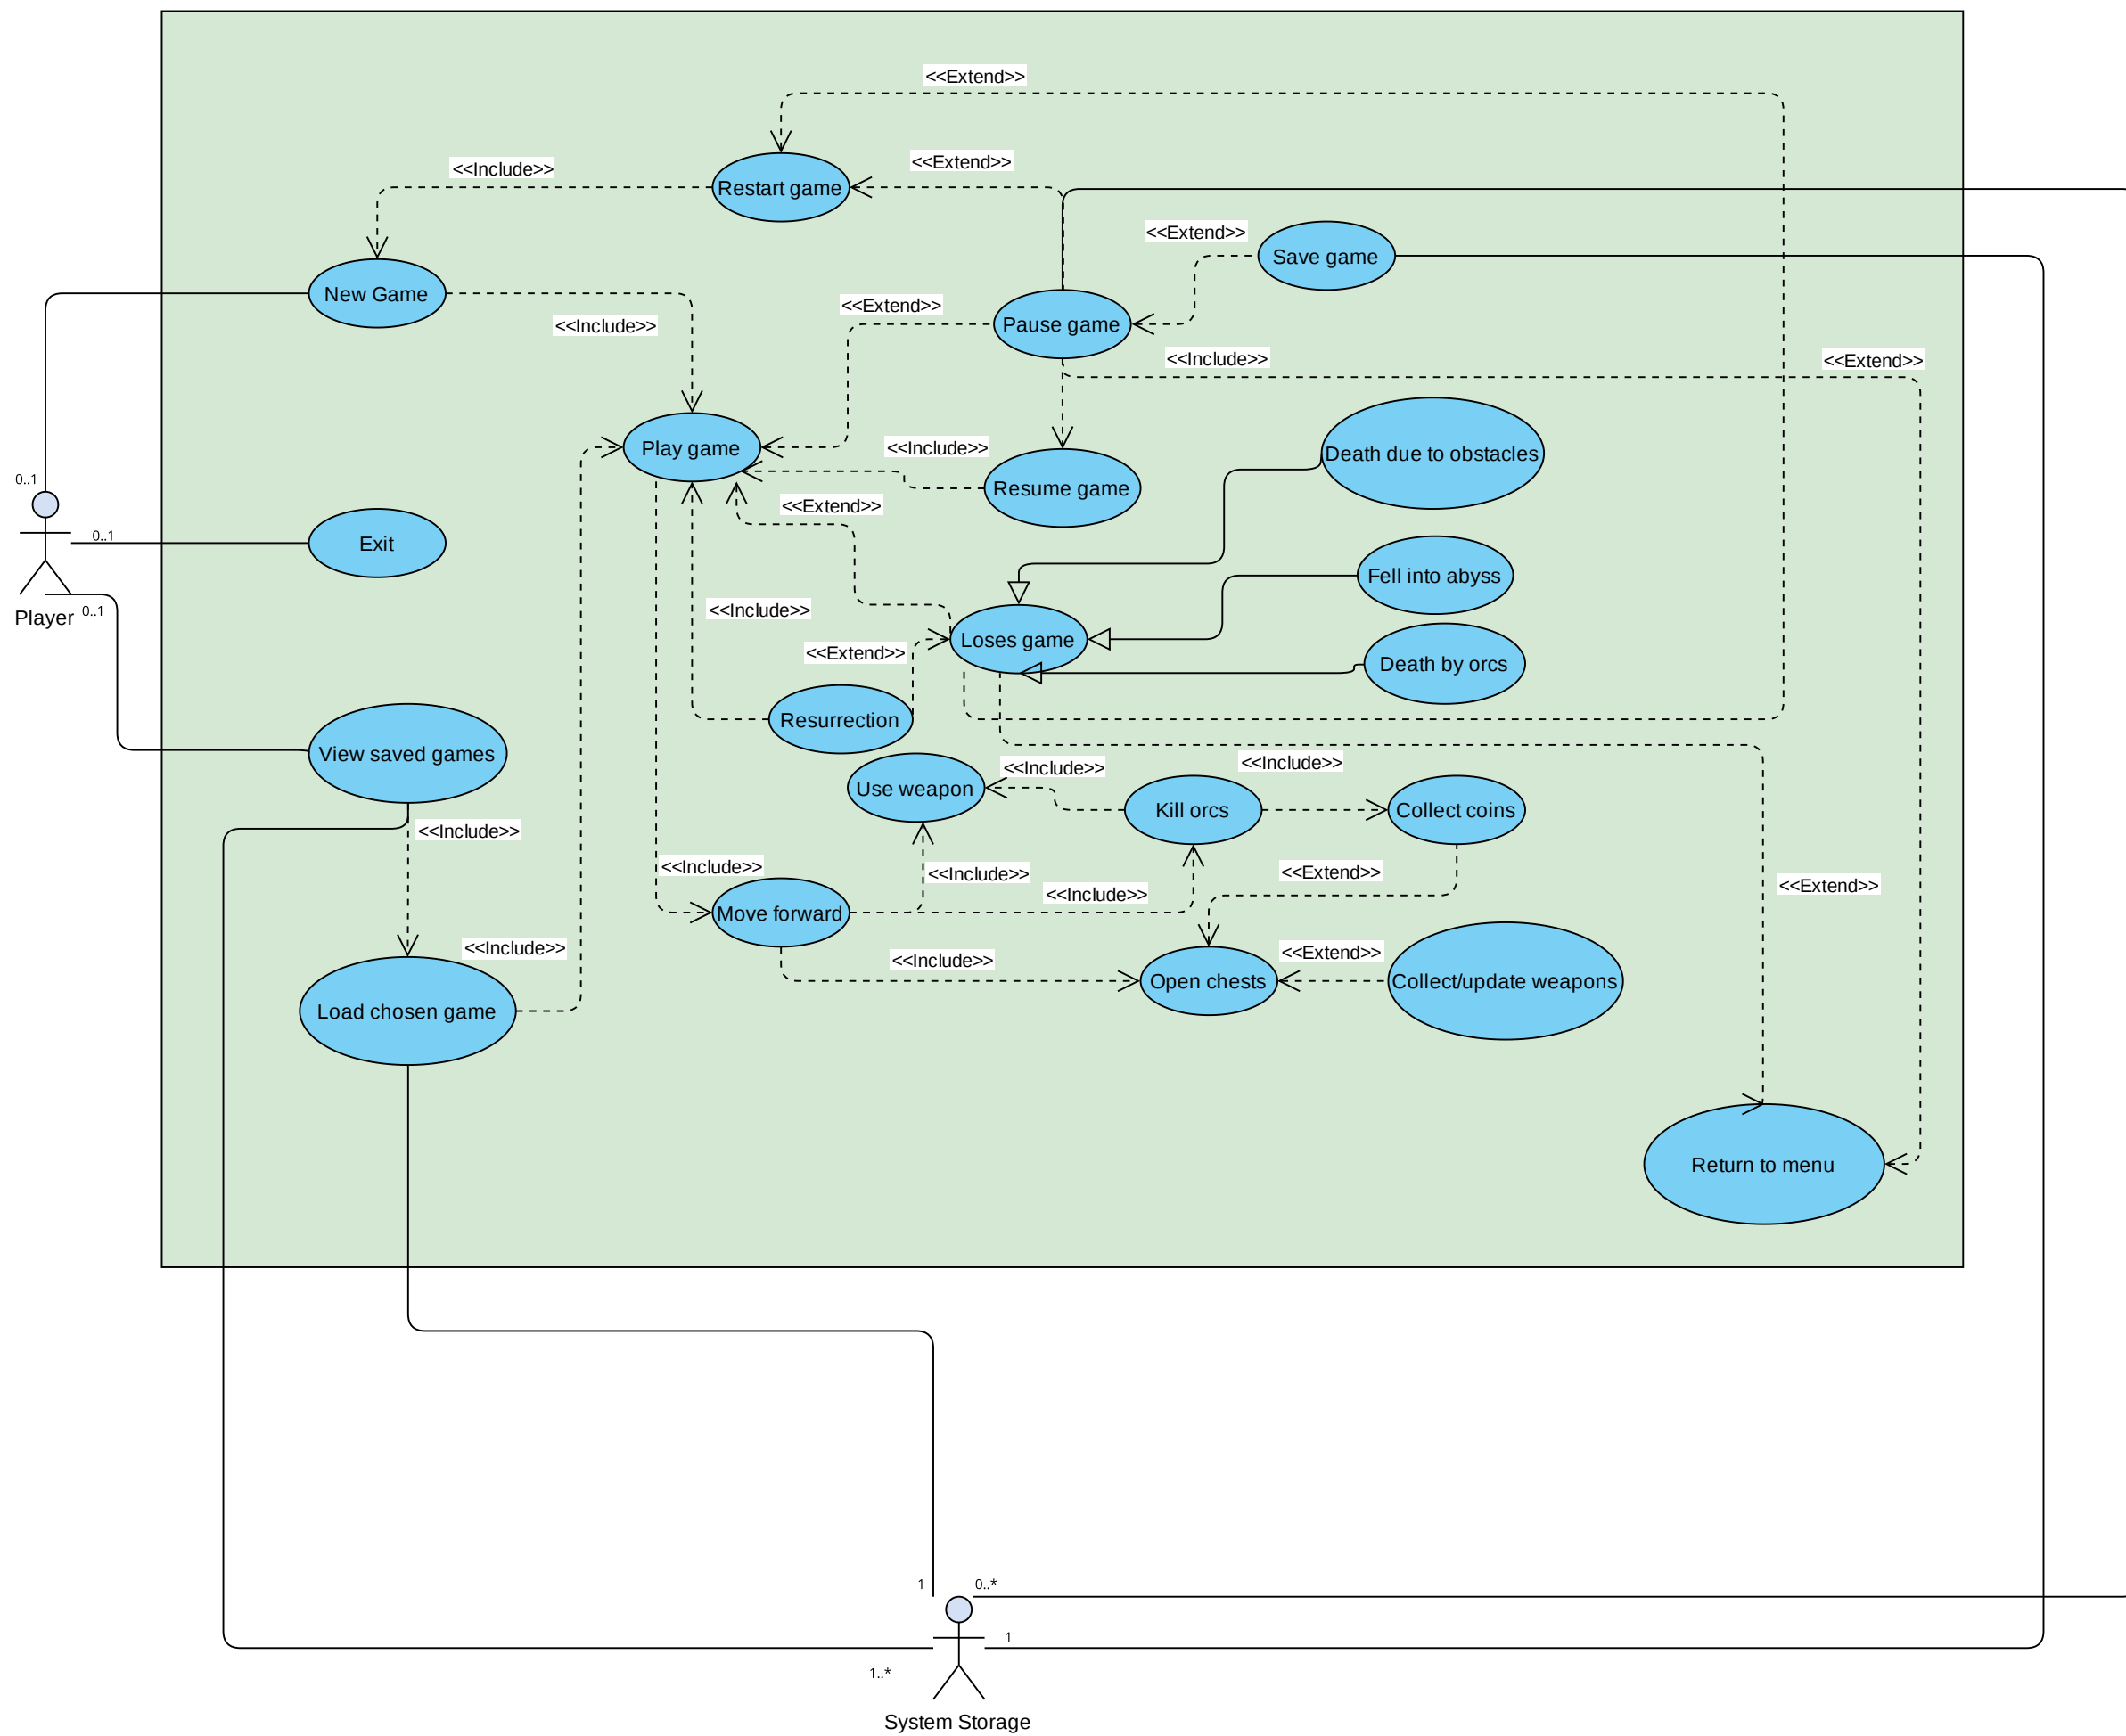 <<Extend>>
<<Extend>>
<<Include>>
Restart game
<<Extend>>
Save game
New Game
<<Extend>>
Pause game
<<Include>>
<<Include>>
<<Extend>>
Play game
<<Include>>
Death due to obstacles
Resume game
0..1
<<Extend>>
0..1
Exit
Fell into abyss
Player
0..1
<<Include>>
Loses game
<<Extend>>
Death by orcs
Resurrection
View saved games
<<Include>>
<<Include>>
Use weapon
Kill orcs
Collect coins
<<Include>>
<<Include>>
<<Include>>
<<Extend>>
<<Include>>
<<Extend>>
Move forward
<<Include>>
<<Include>>
<<Extend>>
Open chests
Collect/update weapons
Load chosen game
Return to menu
1
0..*
1
1..*
System Storage